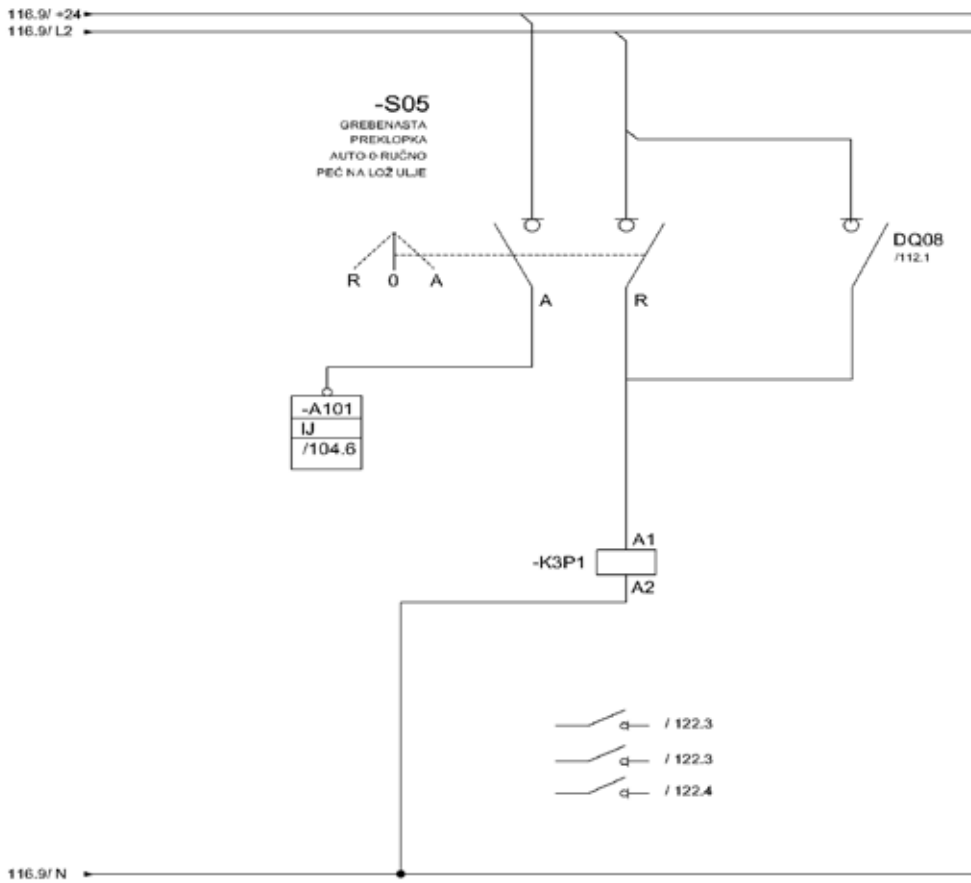 116.9/ +24
116.9/ L2
-S05
GREBENASTA
PREKLOPKA
AUTO-0-RUČNO
PEĆ NA LOŽ ULJE
R 0 A
A
R
DQ08
/112.1
-A101
IJ
/104.6
A1
-K3P1
A2
/ 122.3
/ 122.3
/ 122.4
116.9/ N